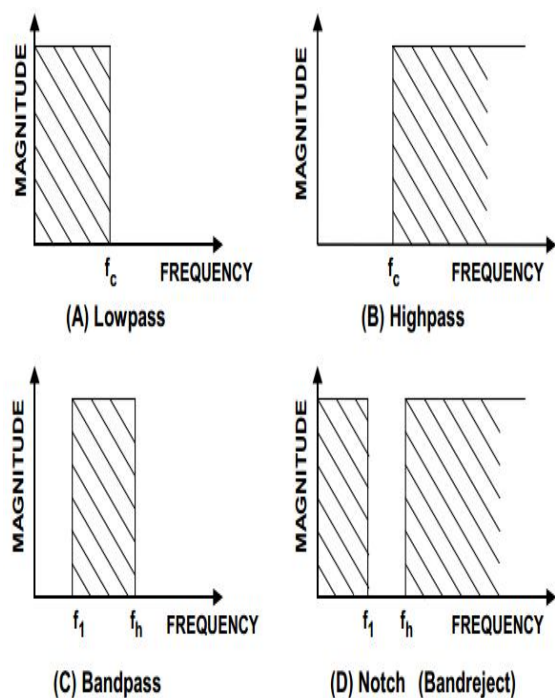 MAGNITUDE
f_c
FREQUENCY
(A) Lowpass
MAGNITUDE
f_c
FREQUENCY
(B) Highpass
MAGNITUDE
f_1
f_h
FREQUENCY
(C) Bandpass
MAGNITUDE
f_1
f_h
FREQUENCY
(D) Notch (Bandreject)